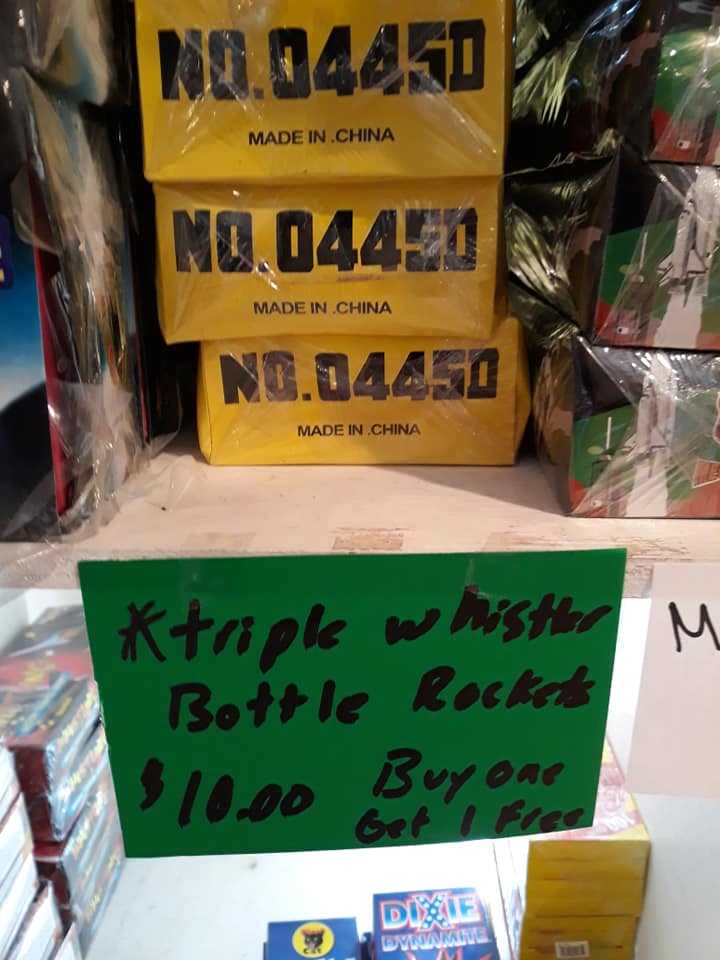 NO.0445D
MADE IN .CHINA
NO.0445D
MADE IN .CHINA
NO.0445D
MADE IN .CHINA
*triple whistler
Bottle Rockets
$10.00 Buy one
Get 1 Free
M
DIXIE
DYNAMITE
CAT